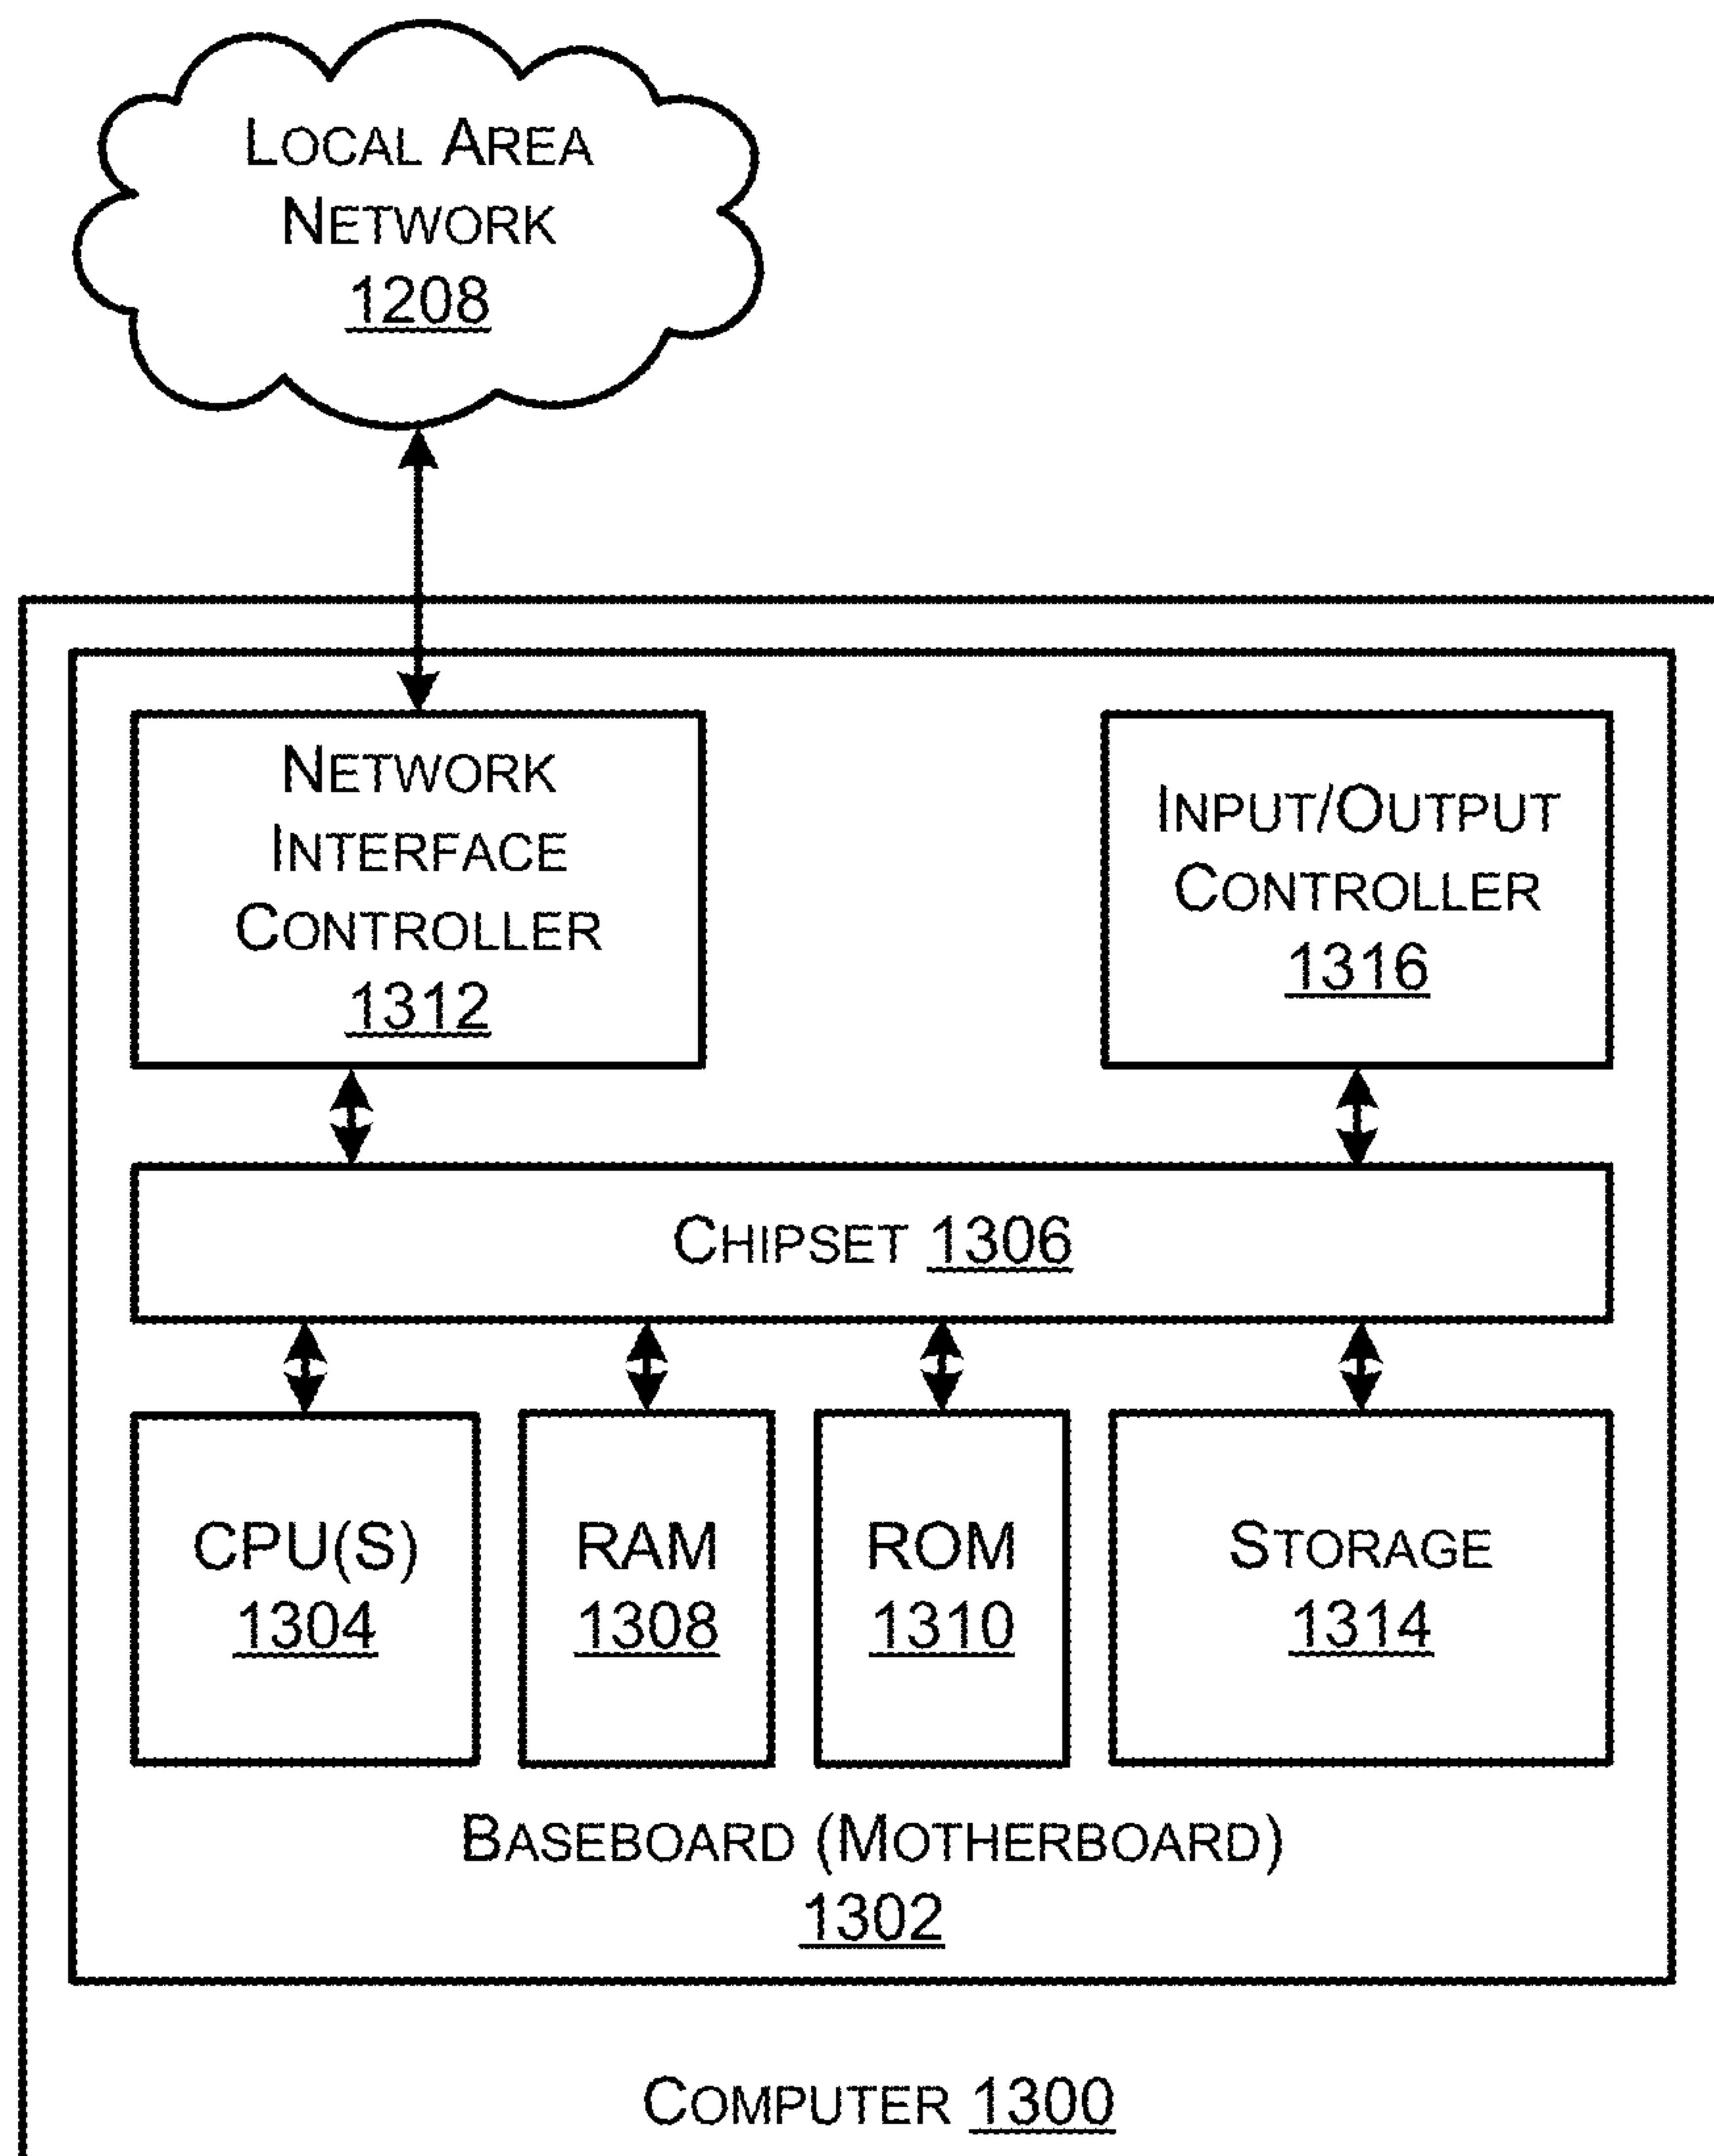 LOCAL AREA
NETWORK
1208
NETWORK
INTERFACE
CONTROLLER
1312
INPUT/OUTPUT
CONTROLLER
1316
CHIPSET 1306
CPU(S)
1304
RAM
1308
ROM
1310
STORAGE
1314
BASEBOARD (MOTHERBOARD)
1302
COMPUTER 1300